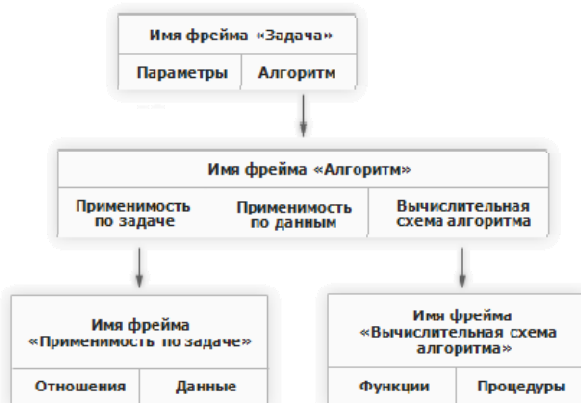 Имя фрейма «Задача»
Параметры Алгоритм
Имя фрейма «Алгоритм»
Применимость по задаче
Применимость по данным
Вычислительная схема алгоритма
Имя фрейма
«Применимость по задаче»
Отношения Данные
Имя фрейма
«Вычислительная схема
алгоритма»
Функции Процедуры